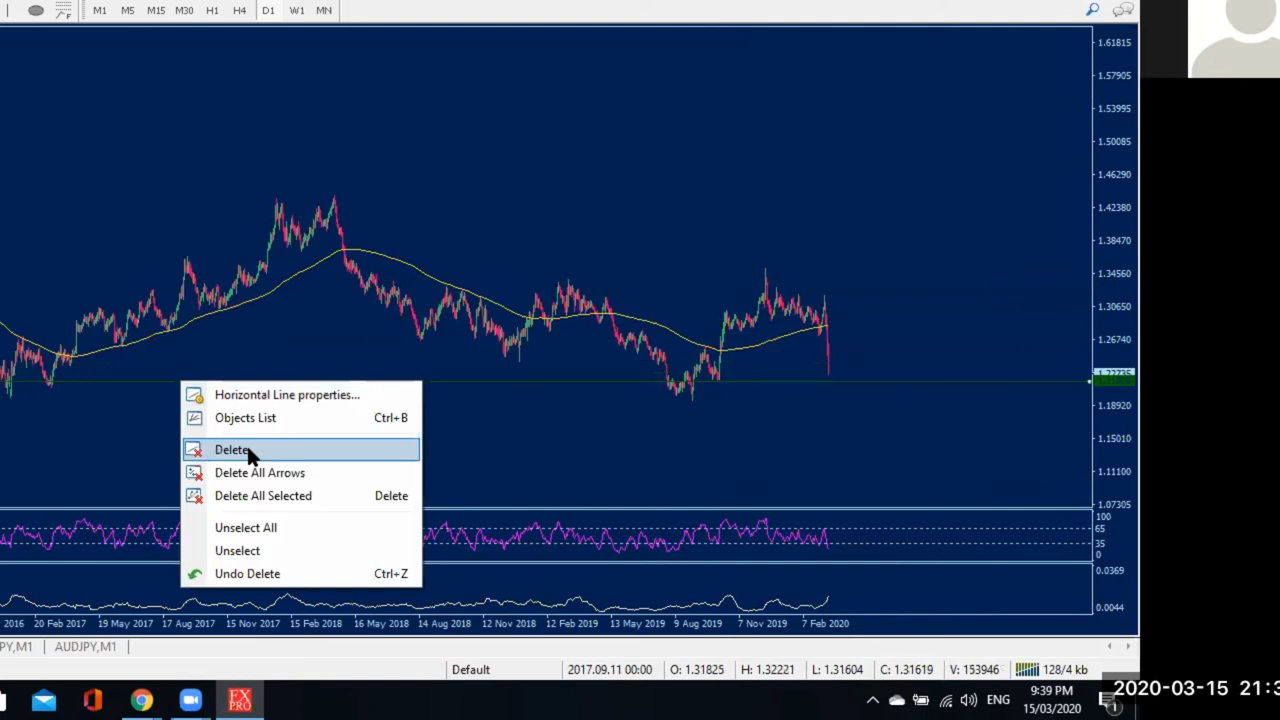 M1 M5 M15 M30 H1 H4 D1 W1 MN
1.61815
1.57905
1.53995
1.50085
1.46290
1.42380
1.38470
1.34560
1.30650
1.26740
1.22735
1.18920
1.15010
1.11100
1.07305
Horizontal Line properties...
Objects List Ctrl+B
Delete
Delete All Arrows
Delete All Selected Delete
Unselect All
Unselect
Undo Delete Ctrl+Z
100
65
35
0
0.0369
0.0044
2016 20 Feb 2017 19 May 2017 17 Aug 2017 15 Nov 2017 15 Feb 2018 16 May 2018 14 Aug 2018 12 Nov 2018 12 Feb 2019 13 May 2019 9 Aug 2019 7 Nov 2019 7 Feb 2020
PY,M1 | AUDJPY,M1 |
Default 2017.09.11 00:00 O: 1.31825 H: 1.32221 L: 1.31604 C: 1.31619 V: 153946 128/4 kb
FX
PRO
ENG
9:39 PM
15/03/2020
1
2020-03-15 21:3